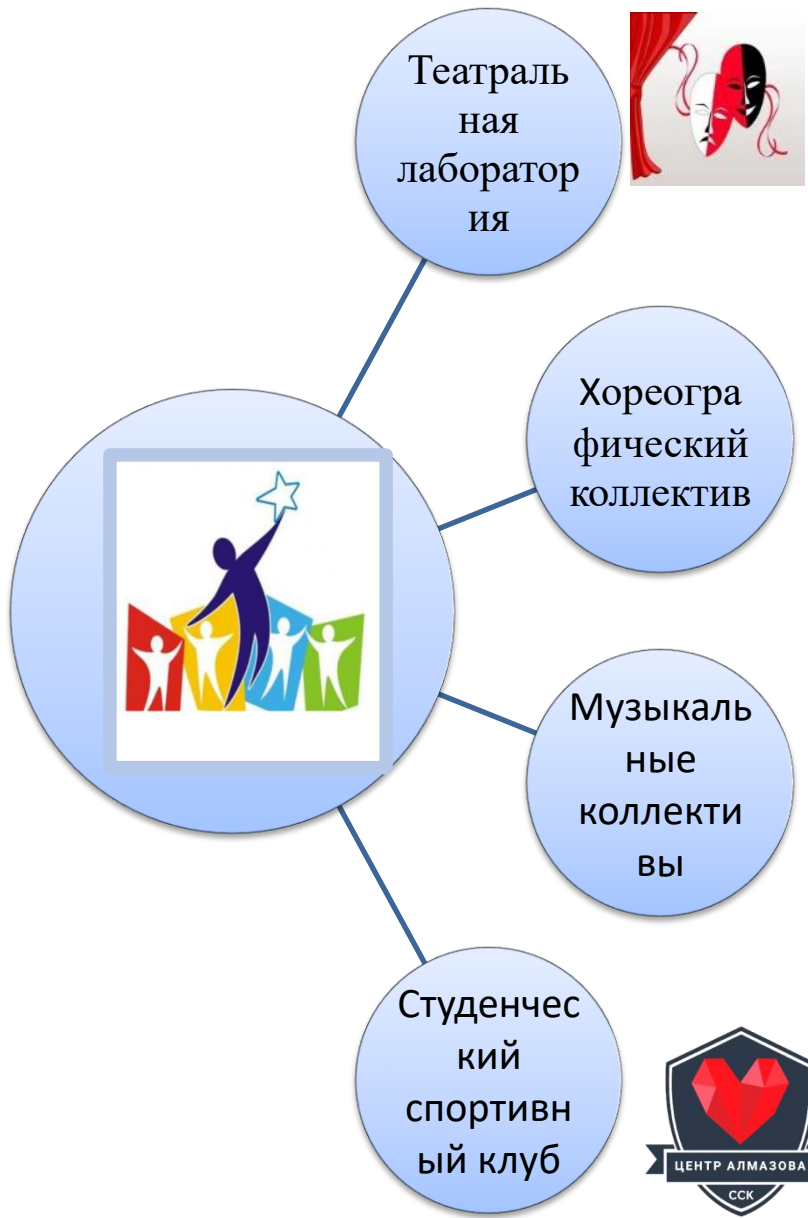 Театраль
ная
лаборатор
ия
Хореогра
фический
коллектив
Музыкаль
ные
коллекти
вы
Студенчес
кий
спортивн
ый клуб
ЦЕНТР АЛМАЗОВА
ССК